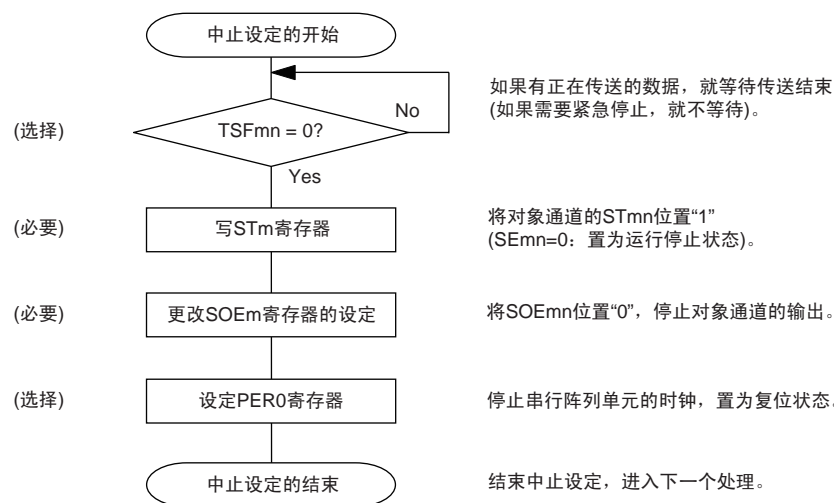 中止设定的开始
如果有正在传送的数据，就等待传送结束
(如果需要紧急停止，就不等待)。
No
(选择)
TSFmn = 0?
Yes
(必要)
写STm寄存器
将对象通道的STmn位置“1”
(SEmn=0：置为运行停止状态)。
(必要)
更改SOEm寄存器的设定
将SOEmn位置“0”，停止对象通道的输出。
(选择)
设定PER0寄存器
停止串行阵列单元的时钟，置为复位状态。
中止设定的结束
结束中止设定，进入下一个处理。